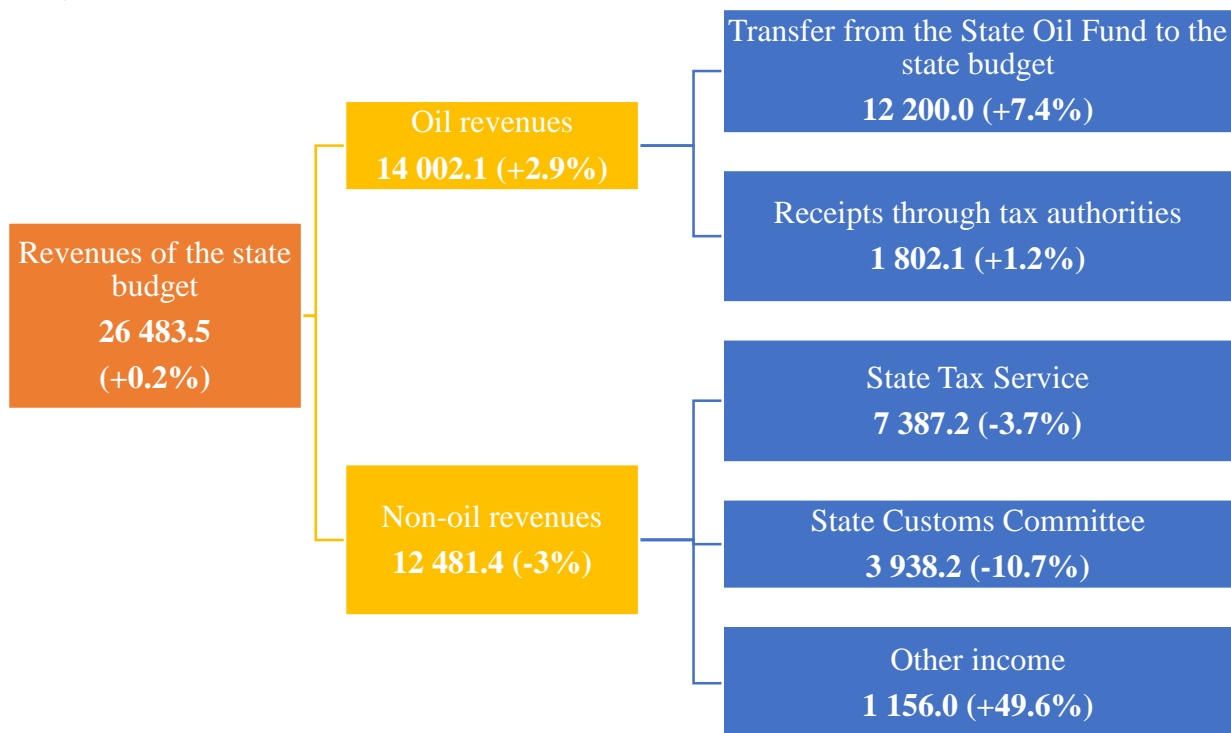 Revenues of the state
budget
26 483.5
(+0.2%)
Oil revenues
14 002.1 (+2.9%)
Non-oil revenues
12 481.4 (-3%)
Transfer from the State Oil Fund to the
state budget
12 200.0 (+7.4%)
Receipts through tax authorities
1 802.1 (+1.2%)
State Tax Service
7 387.2 (-3.7%)
State Customs Committee
3 938.2 (-10.7%)
Other income
1 156.0 (+49.6%)